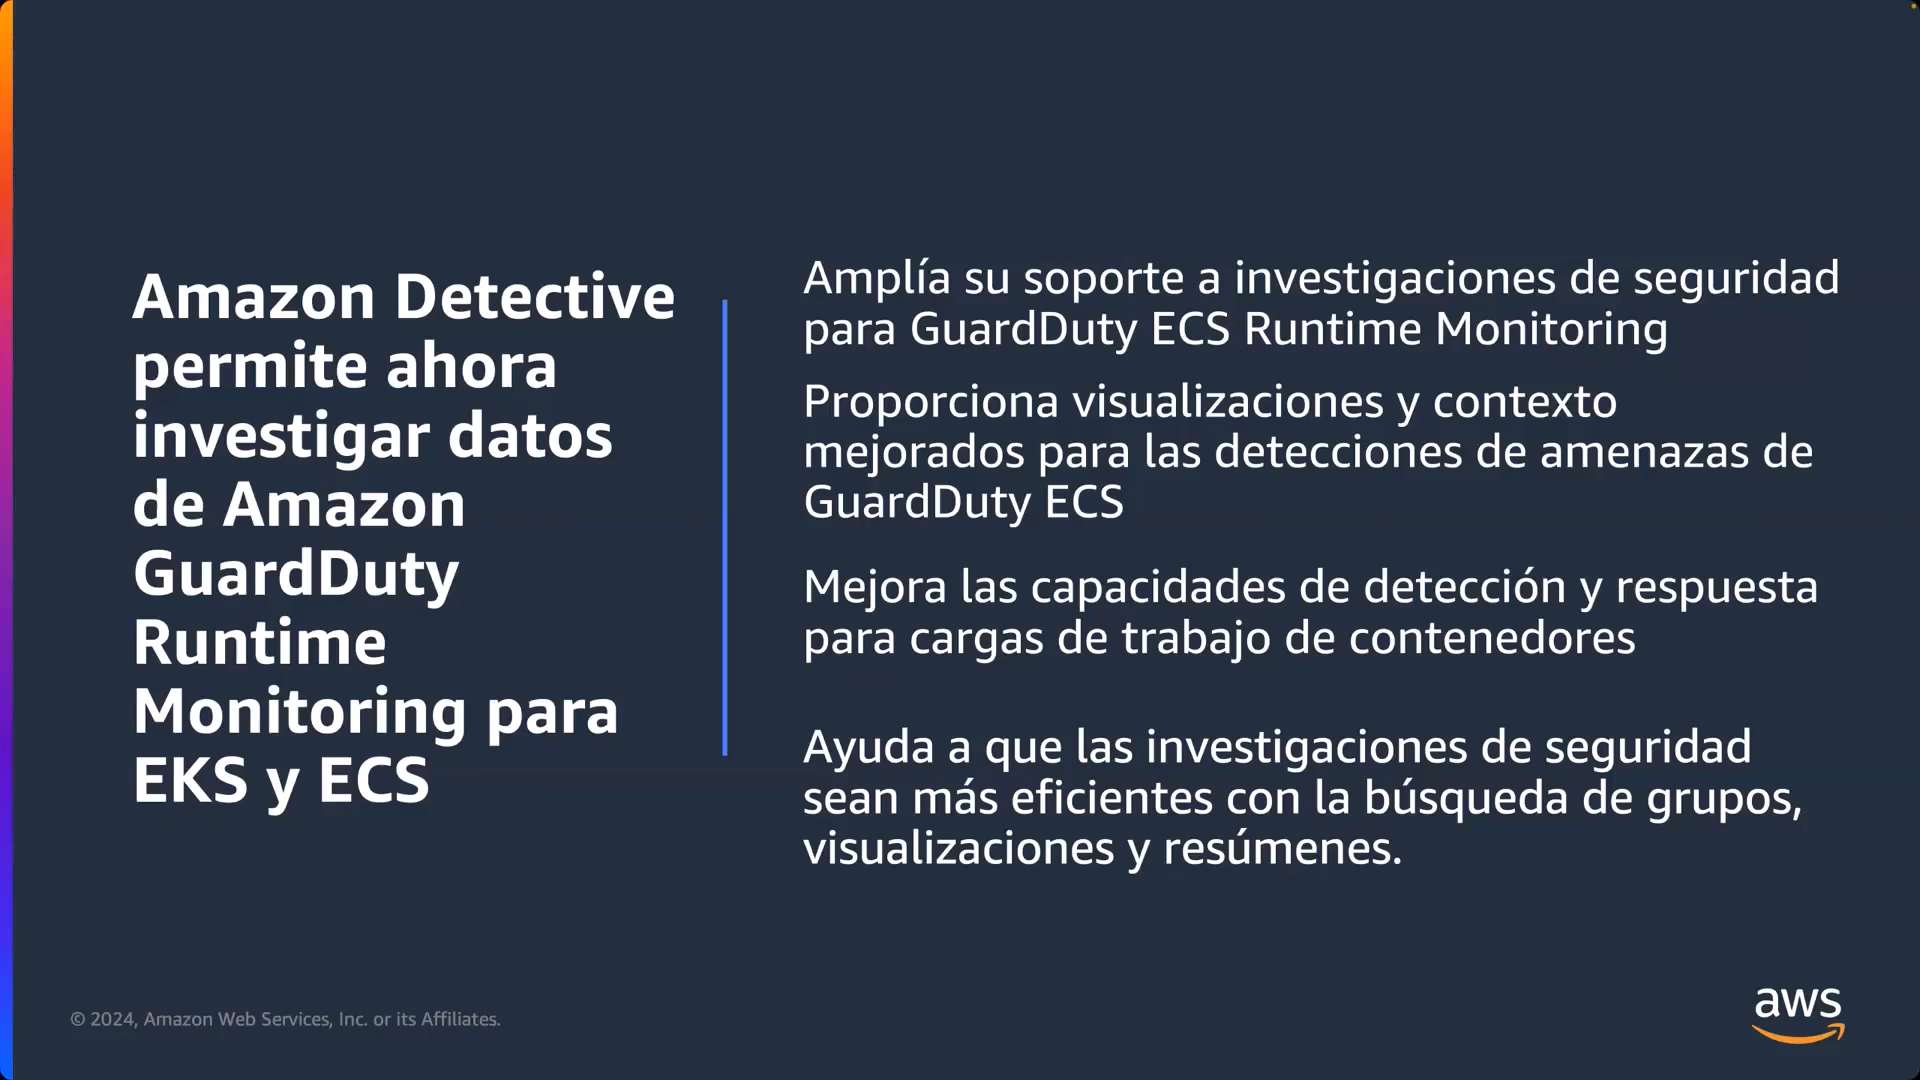 Amazon Detective
permite ahora
investigar datos
de Amazon
GuardDuty
Runtime
Monitoring para
EKS y ECS
Amplía su soporte a investigaciones de seguridad
para GuardDuty ECS Runtime Monitoring
Proporciona visualizaciones y contexto
mejorados para las detecciones de amenazas de
GuardDuty ECS
Mejora las capacidades de detección y respuesta
para cargas de trabajo de contenedores
Ayuda a que las investigaciones de seguridad
sean más eficientes con la búsqueda de grupos,
visualizaciones y resúmenes.
© 2024, Amazon Web Services, Inc. or its Affiliates.
aws